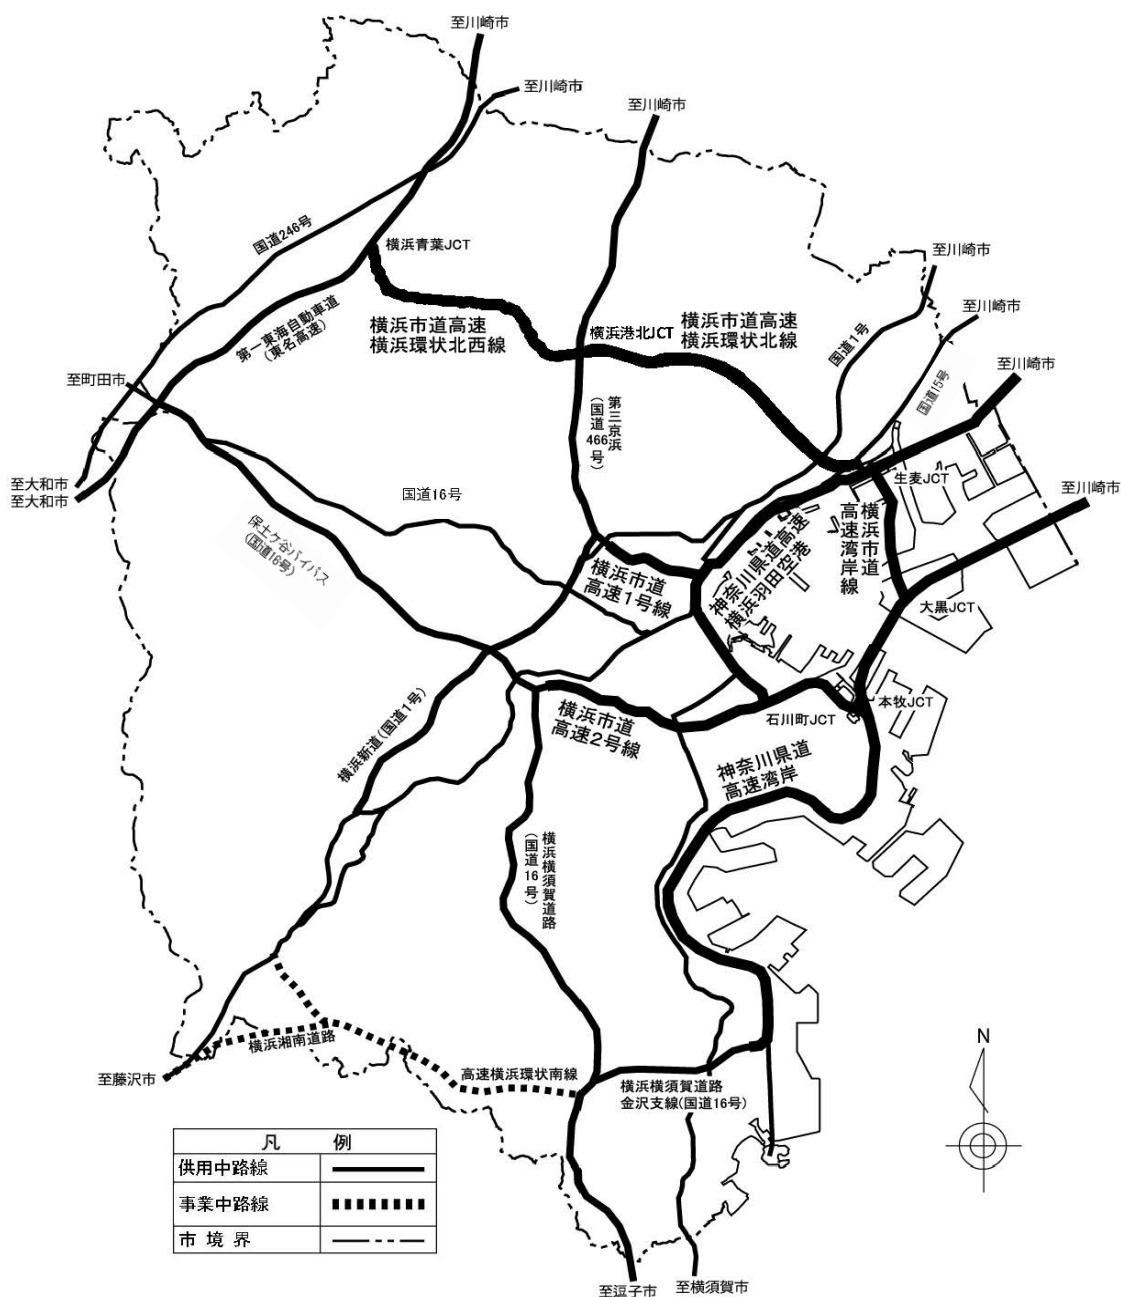 至川崎市
至川崎市
至川崎市
国道246号
横浜青葉JCT
至川崎市
至川崎市
第一東海自動車道
(東名高速)
横浜市道高速
横浜環状北西線
横浜港北JCT
横浜市道高速
横浜環状北線
国道1号
至川崎市
国道15号
至町田市
第三京浜
(国道466号)
至大和市
至大和市
国道16号
生麦JCT
至川崎市
保土ケ谷バイパス
(国道16号)
横浜市道
高速1号線
神奈川県道高速
横浜羽田空港
横浜市道
高速湾岸線
大黒JCT
本牧JCT
石川町JCT
横浜新道(国道1号)
横浜市道
高速2号線
神奈川県道
高速湾岸
横浜横須賀道路
(国道16号)
横浜湘南道路
至藤沢市
高速横浜環状南線
横浜横須賀道路
金沢支線(国道16号)
N
凡 例
供用中路線
事業中路線
市 境 界
至逗子市
至横須賀市